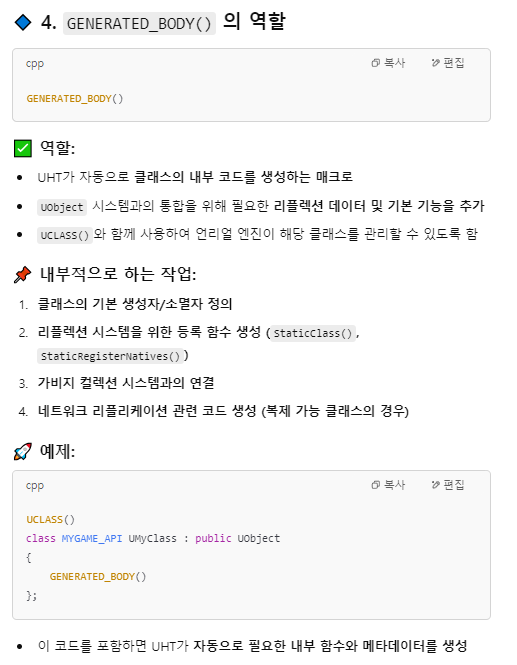 4. GENERATED_BODY() 의 역할
cpp
복사
편집
GENERATED_BODY()
역할:
UHT가 자동으로 클래스의 내부 코드를 생성하는 매크로
UObject 시스템과의 통합을 위해 필요한 리플렉션 데이터 및 기본 기능을 추가
UCLASS()와 함께 사용하여 언리얼 엔진이 해당 클래스를 관리할 수 있도록 함
내부적으로 하는 작업:
1. 클래스의 기본 생성자/소멸자 정의
2. 리플렉션 시스템을 위한 등록 함수 생성 (StaticClass(),
StaticRegisterNatives())
3. 가비지 컬렉션 시스템과의 연결
4. 네트워크 리플리케이션 관련 코드 생성 (복제 가능 클래스의 경우)
예제:
cpp
복사
편집
UCLASS()
class MYGAME_API UMyClass : public UObject
{
GENERATED_BODY()
};
이 코드를 포함하면 UHT가 자동으로 필요한 내부 함수와 메타데이터를 생성